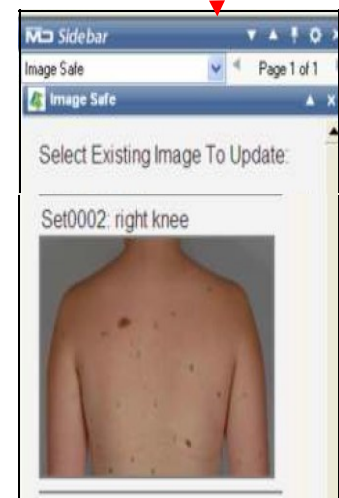 MD Sidebar
Image Safe
Page 1 of 1
Image Safe
Select Existing Image To Update:
Set0002: right knee